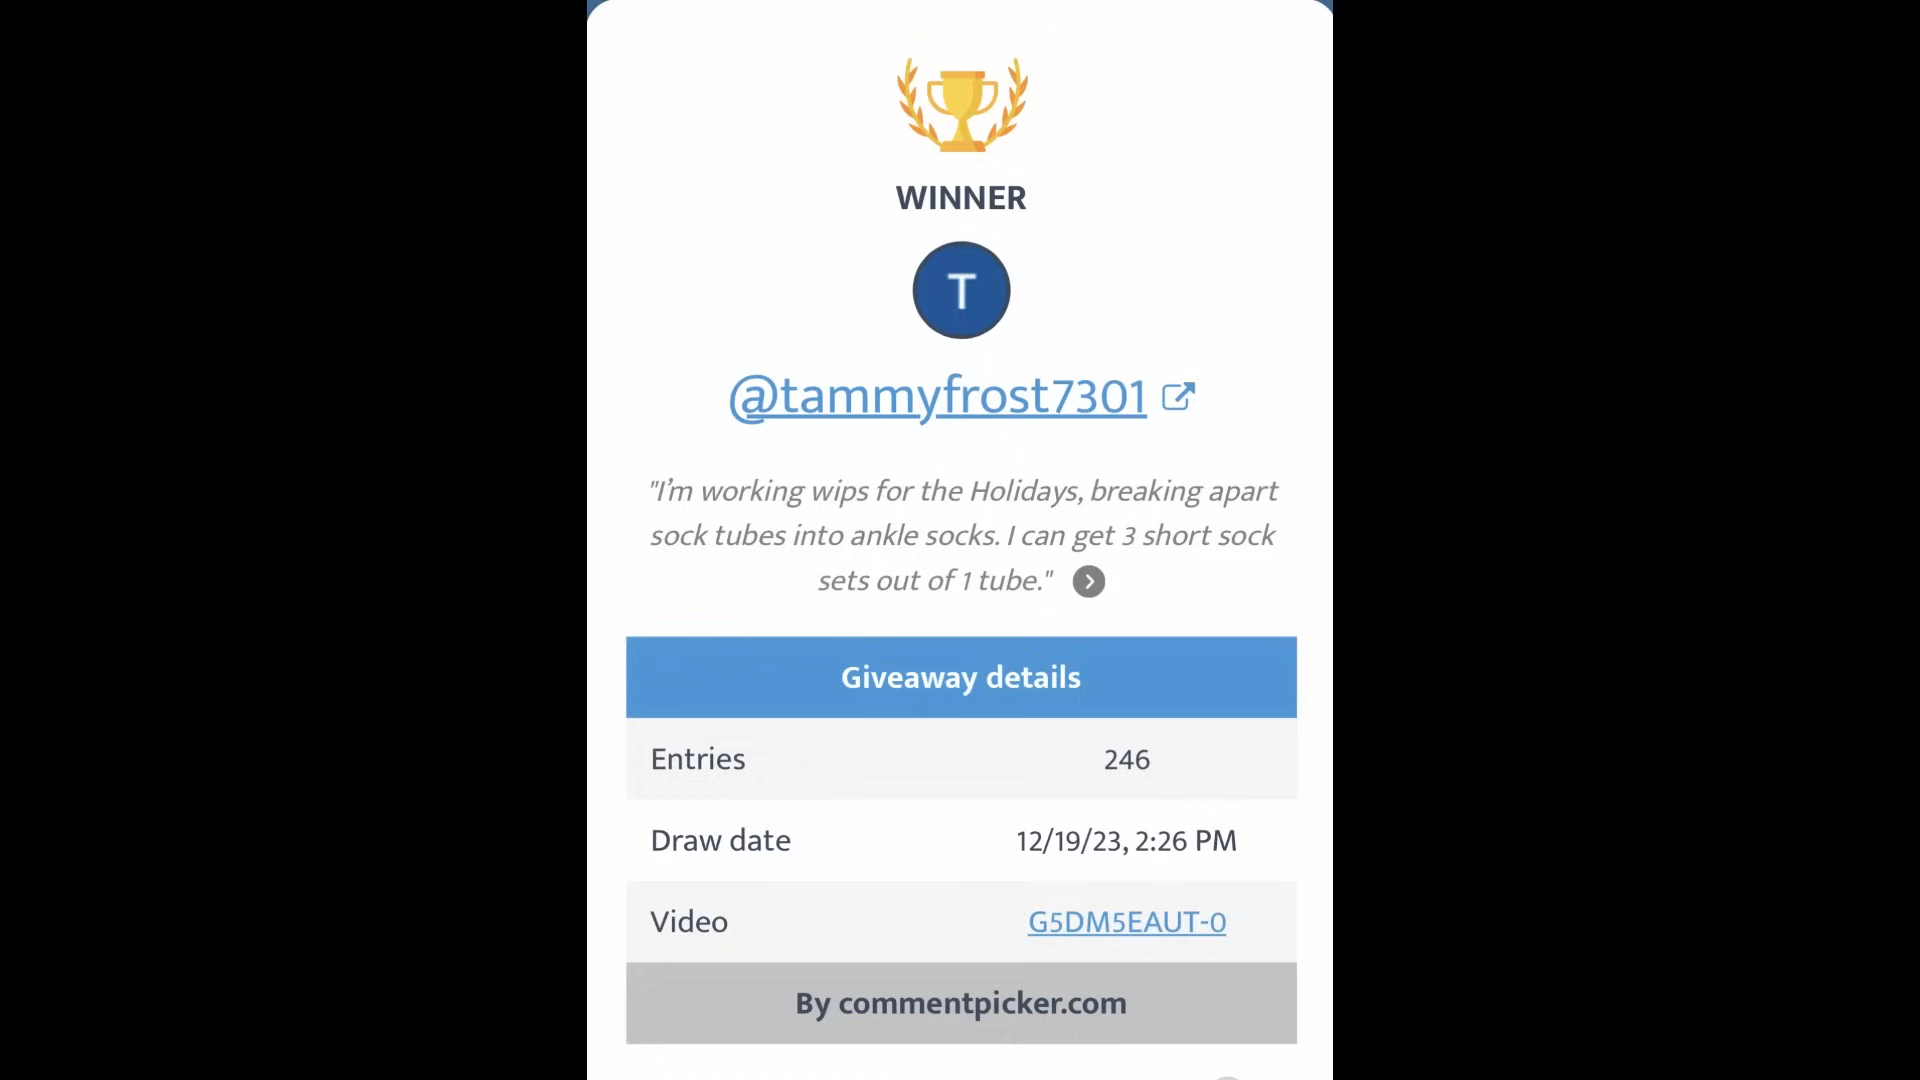 WINNER
T
@tammyfrost7301
"I'm working wips for the Holidays, breaking apart
sock tubes into ankle socks. I can get 3 short sock
sets out of 1 tube."
Giveaway details
Entries 246
Draw date 12/19/23, 2:26 PM
Video G5DM5EAUT-0
By commentpicker.com